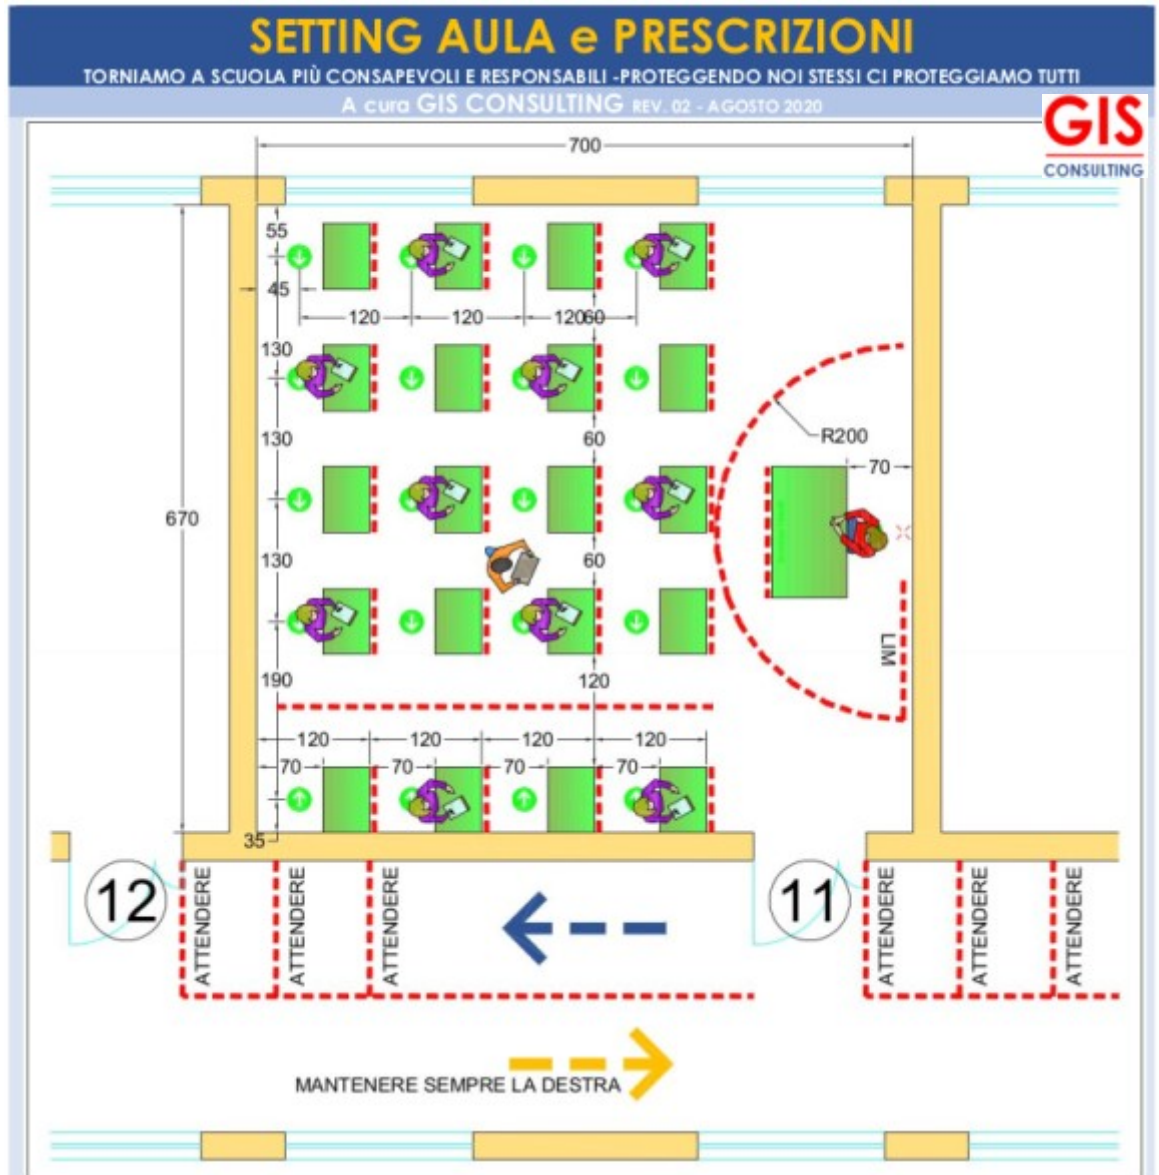 SETTING AULA e PRESCRIZIONI
TORNIAMO A SCUOLA PIÙ CONSAPEVOLI E RESPONSABILI -PROTEGGENDO NOI STESSI CI PROTEGGIAMO TUTTI
A cura GIS CONSULTING REV. 02 - AGOSTO 2020
GIS
CONSULTING
700
55
45
120 120 120 60
130
130 60
R200
70
670
130 60
LIM
190 120
120 120 120 120
70 70 70 70
35
12
ATTENDERE
ATTENDERE
ATTENDERE
11
ATTENDERE
ATTENDERE
ATTENDERE
MANTENERE SEMPRE LA DESTRA